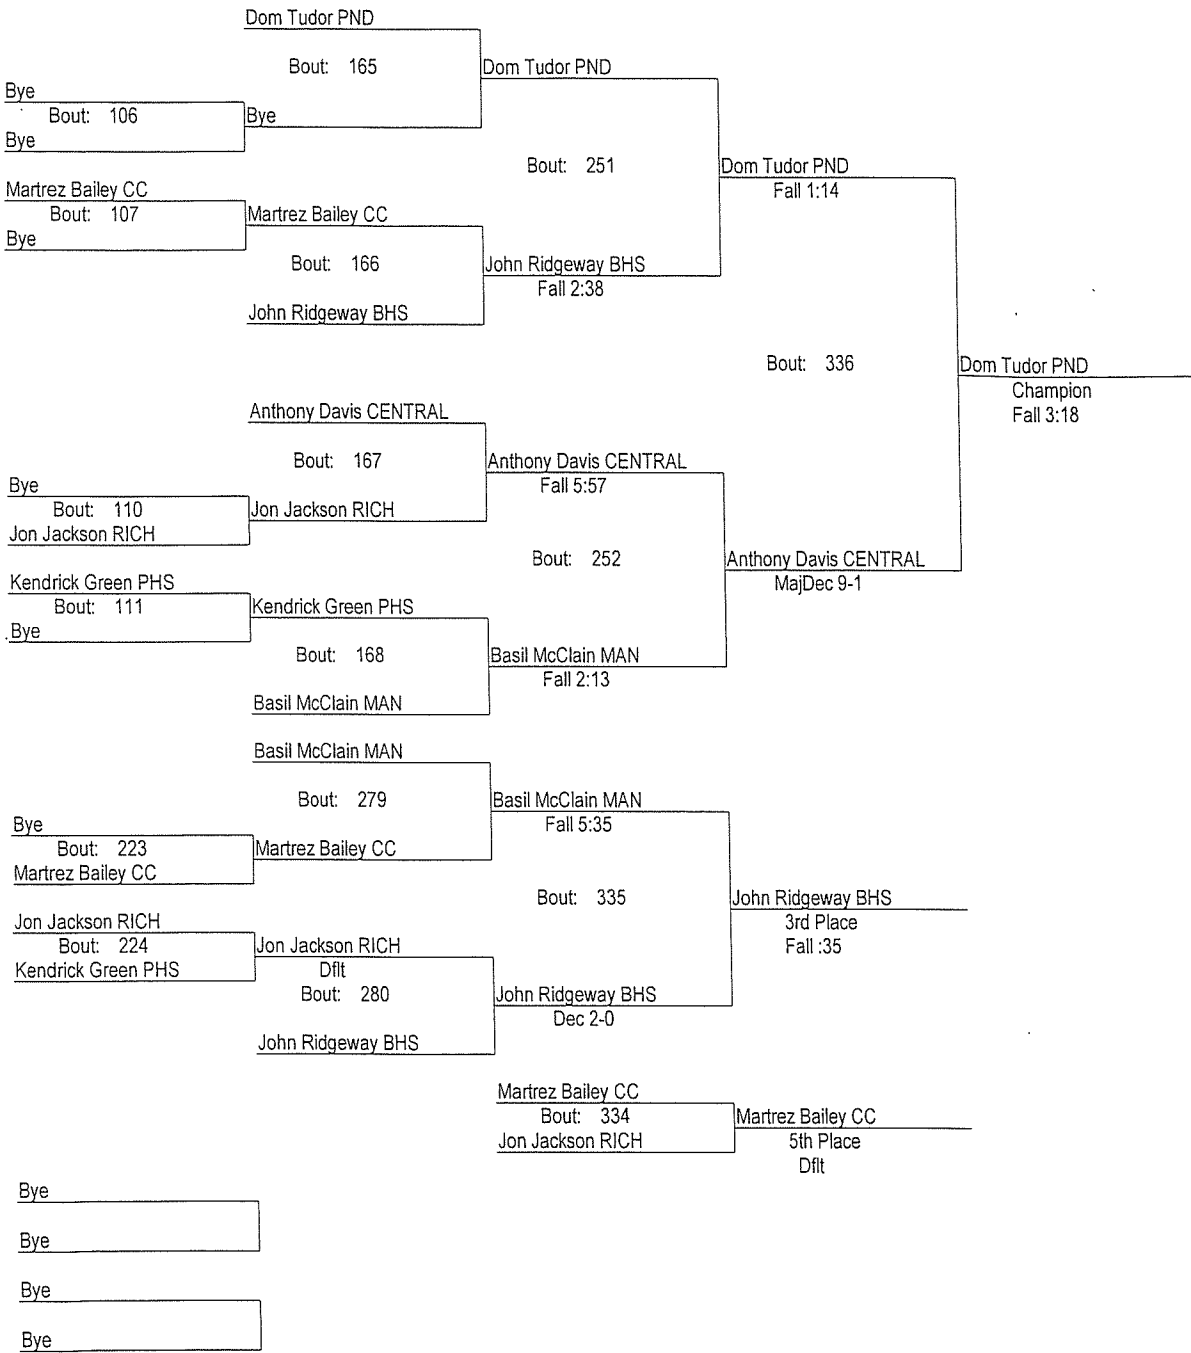 Dom Tudor PND
Bout: 165
Dom Tudor PND
Bye
Bout: 106
Bye
Bye
Bout: 251
Dom Tudor PND
Fall 1:14
Martrez Bailey CC
Bout: 107
Martrez Bailey CC
Bye
Bout: 166
John Ridgeway BHS
Fall 2:38
John Ridgeway BHS
Bout: 336
Dom Tudor PND
Champion
Fall 3:18
Anthony Davis CENTRAL
Bout: 167
Anthony Davis CENTRAL
Fall 5:57
Bye
Bout: 110
Jon Jackson RICH
Jon Jackson RICH
Bout: 252
Anthony Davis CENTRAL
MajDec 9-1
Kendrick Green PHS
Bout: 111
Kendrick Green PHS
Bye
Bout: 168
Basil McClain MAN
Fall 2:13
Basil McClain MAN
Basil McClain MAN
Bout: 279
Basil McClain MAN
Fall 5:35
Bye
Bout: 223
Martrez Bailey CC
Martrez Bailey CC
Bout: 335
John Ridgeway BHS
3rd Place
Fall :35
Jon Jackson RICH
Bout: 224
Jon Jackson RICH
Dflt
Kendrick Green PHS
Bout: 280
John Ridgeway BHS
Dec 2-0
John Ridgeway BHS
Martrez Bailey CC
Bout: 334
Martrez Bailey CC
Jon Jackson RICH
5th Place
Dflt
Bye
Bye
Bye
Bye